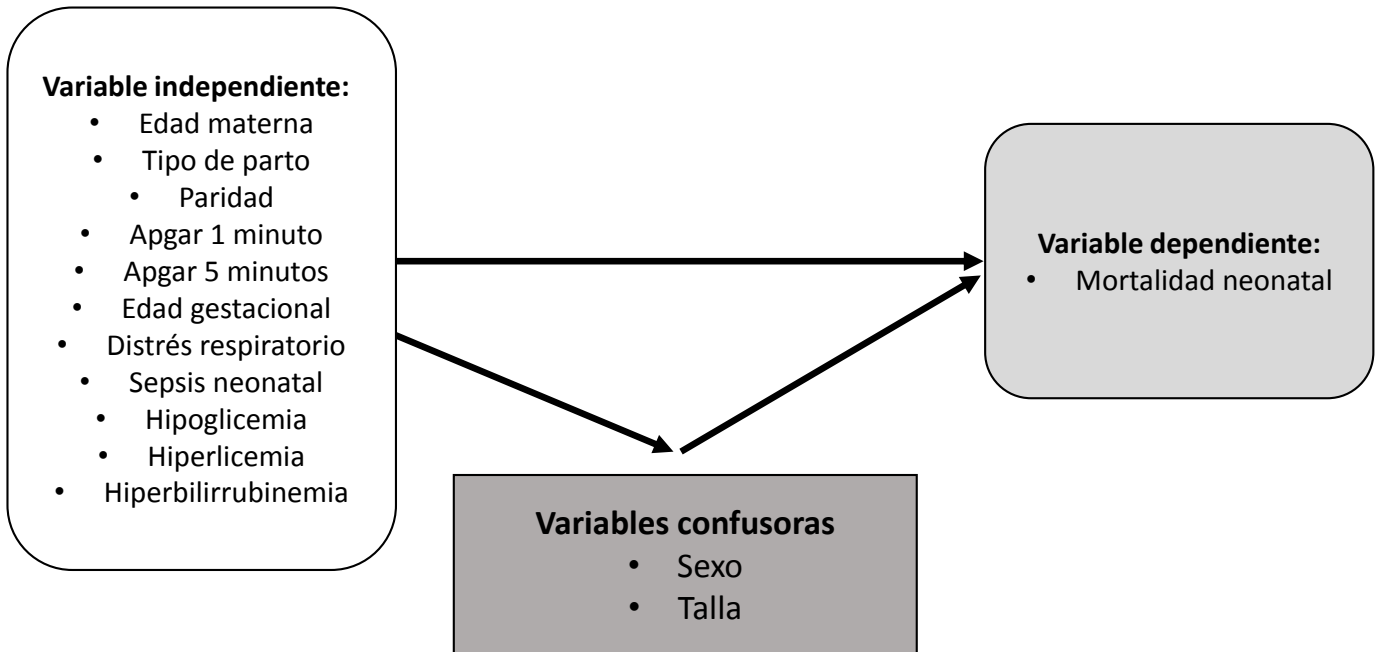 Variable independiente:
• Edad materna
• Tipo de parto
• Paridad
• Apgar 1 minuto
• Apgar 5 minutos
• Edad gestacional
• Distrés respiratorio
• Sepsis neonatal
• Hipoglicemia
• Hiperlicemia
• Hiperbilirrubinemia
Variable dependiente:
• Mortalidad neonatal
Variables confusoras
• Sexo
• Talla